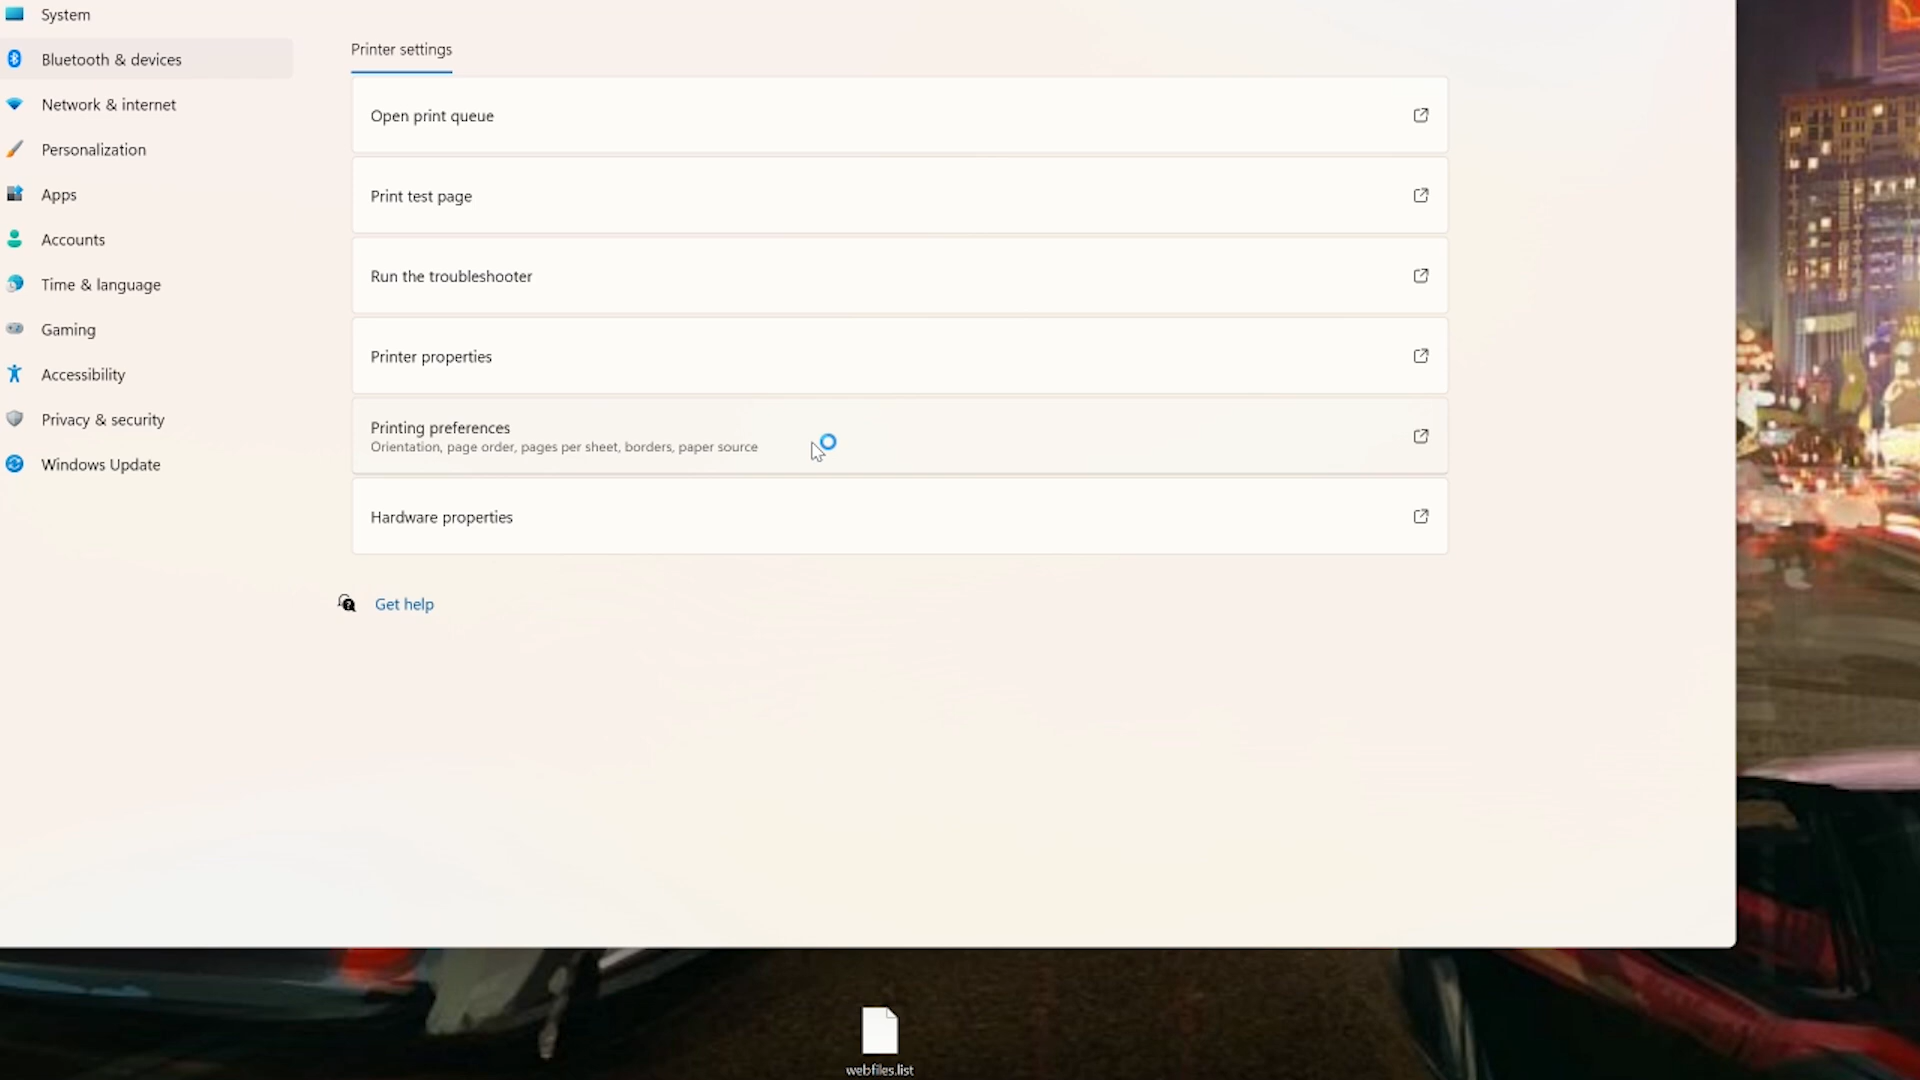 System
Bluetooth & devices
Network & internet
Personalization
Apps
Accounts
Time & language
Gaming
Accessibility
Privacy & security
Windows Update
Printer settings
Open print queue
Print test page
Run the troubleshooter
Printer properties
Printing preferences
Orientation, page order, pages per sheet, borders, paper source
Hardware properties
Get help
webfiles.list